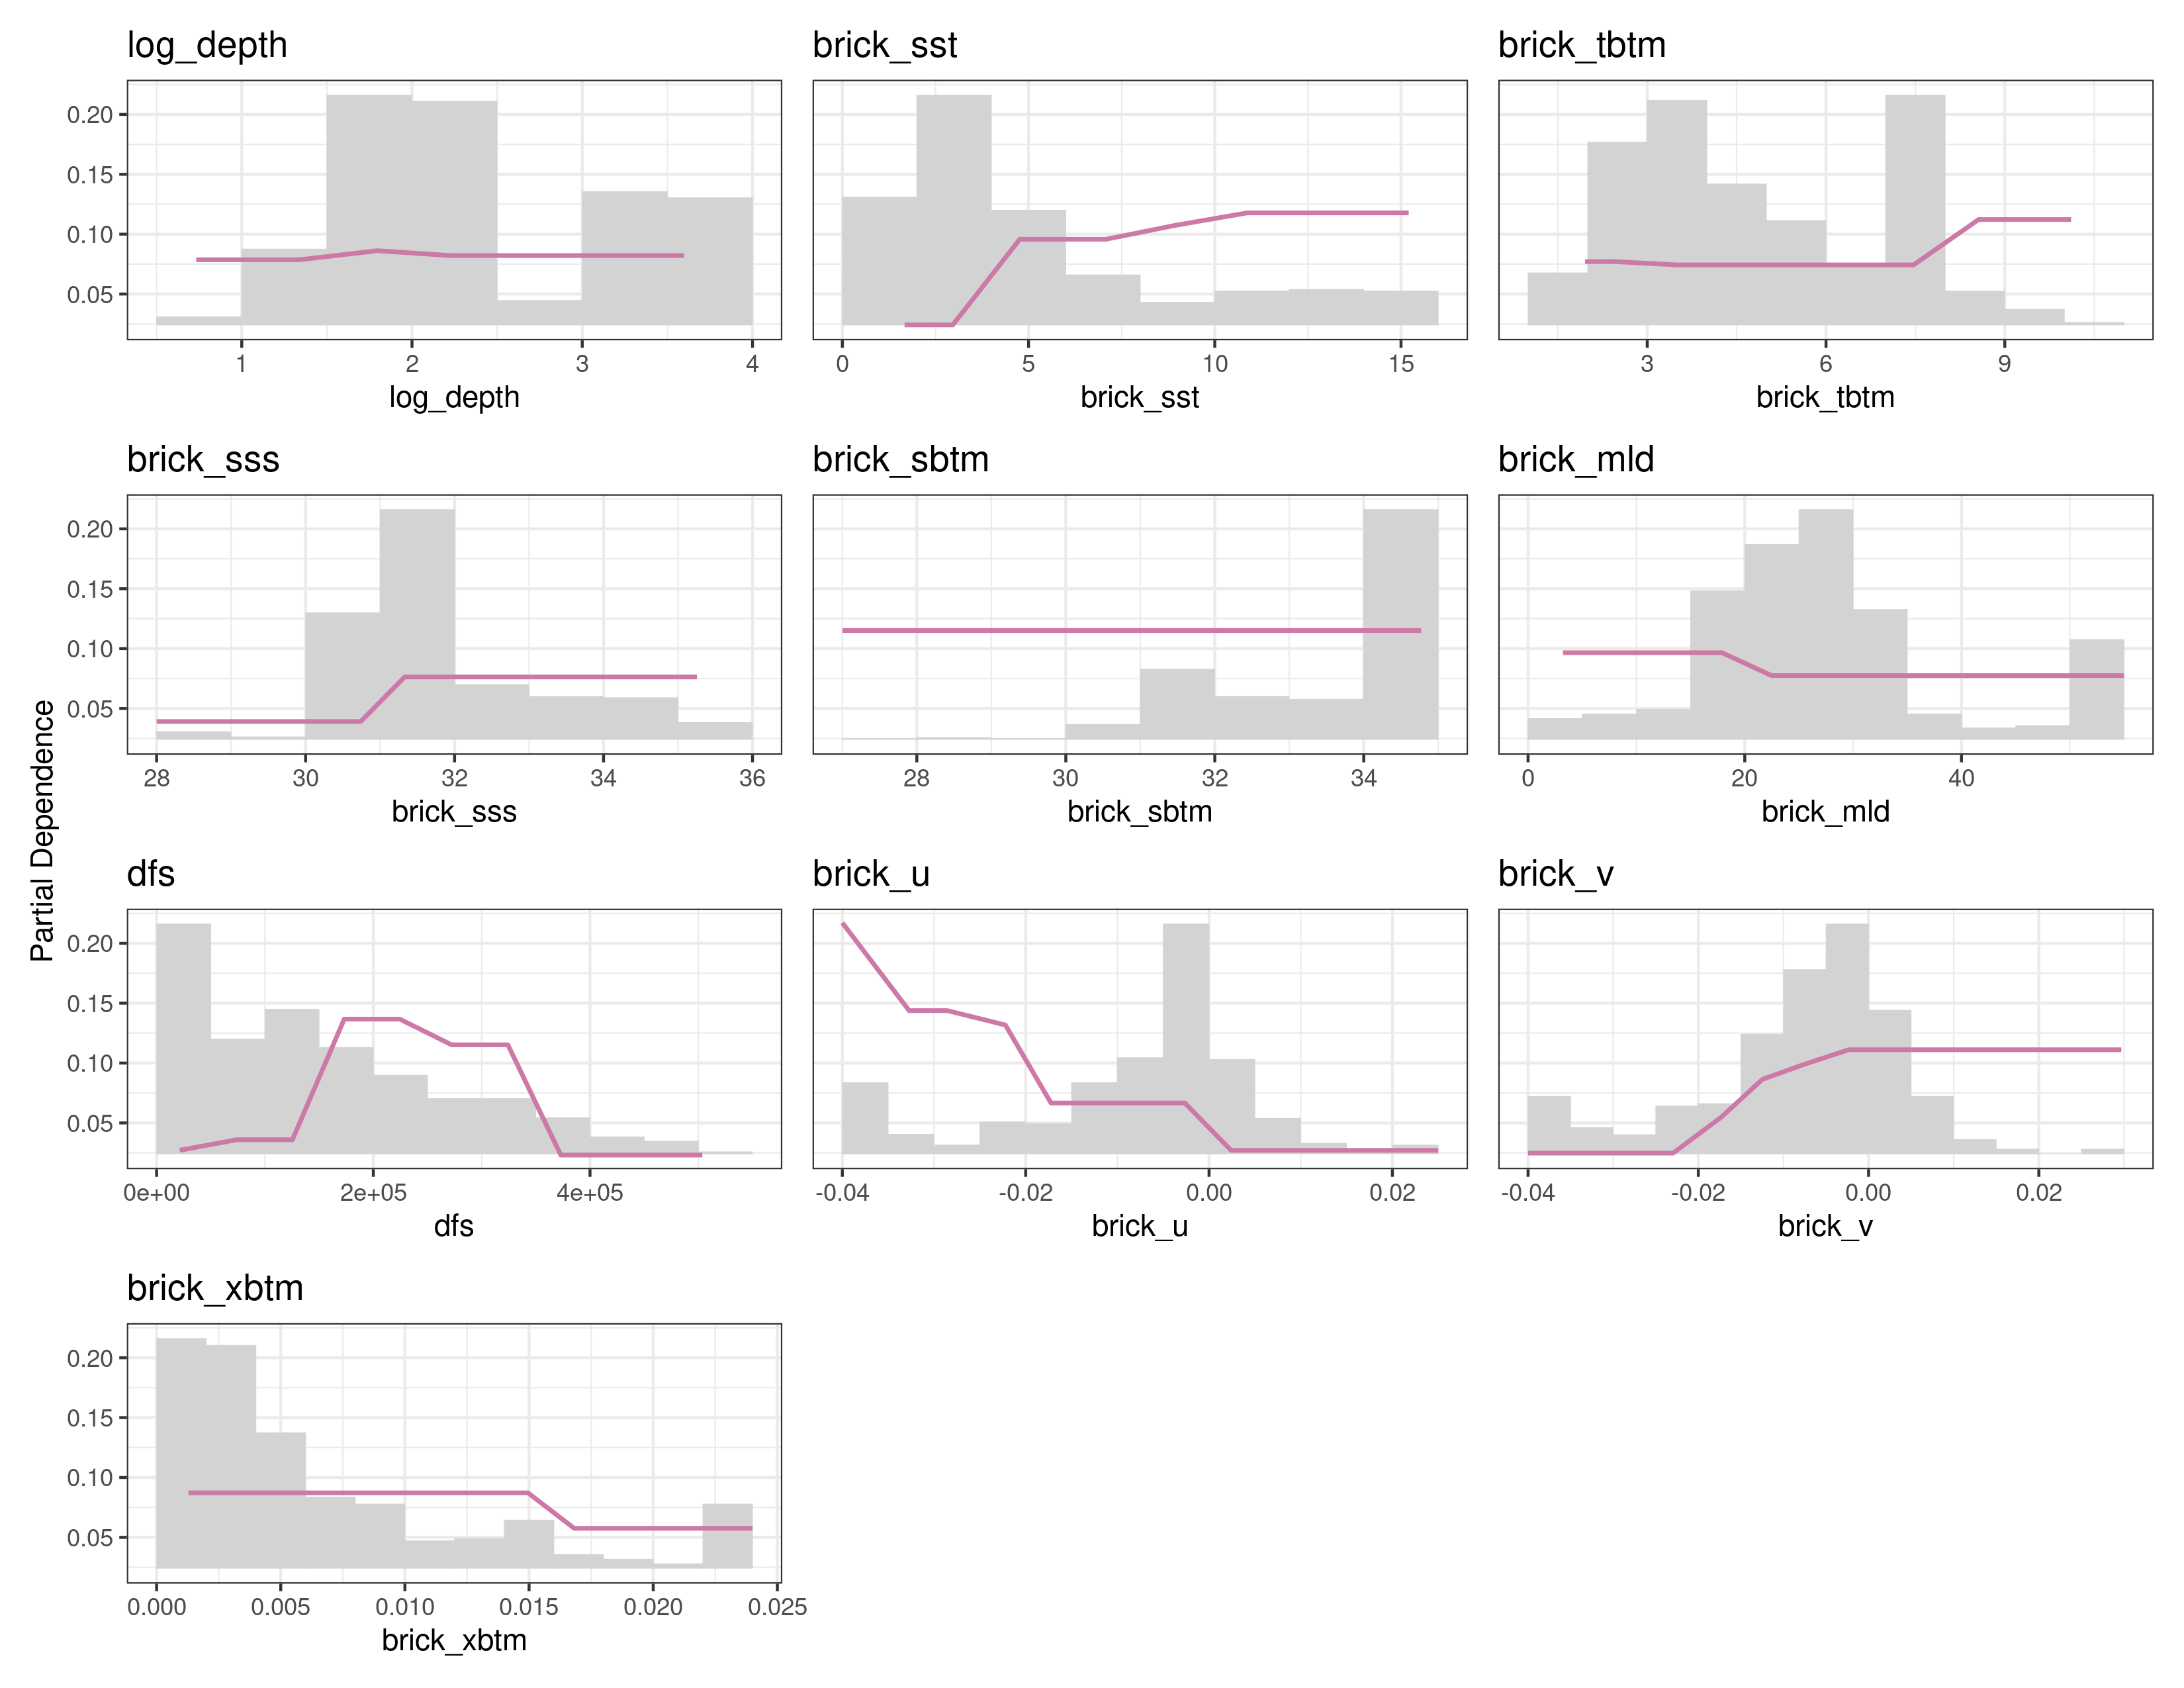 log_depth brick_sst brick_tbtm
0.20
0.15
0.10
0.05
1 2 3 4 0 5 10 15 3 6 9
log_depth brick_sst brick_tbtm
brick_sss brick_sbtm brick_mld
0.20
0.15
0.10
0.05
28 30 32 34 36 28 30 32 34 0 20 40
brick_sss brick_sbtm brick_mld
Partial Dependence
dfs brick_u brick_v
0.20
0.15
0.10
0.05
0e+00 2e+05 4e+05 -0.04 -0.02 0.00 0.02 -0.04 -0.02 0.00 0.02
dfs brick_u brick_v
brick_xbtm
0.20
0.15
0.10
0.05
0.000 0.005 0.010 0.015 0.020 0.025
brick_xbtm